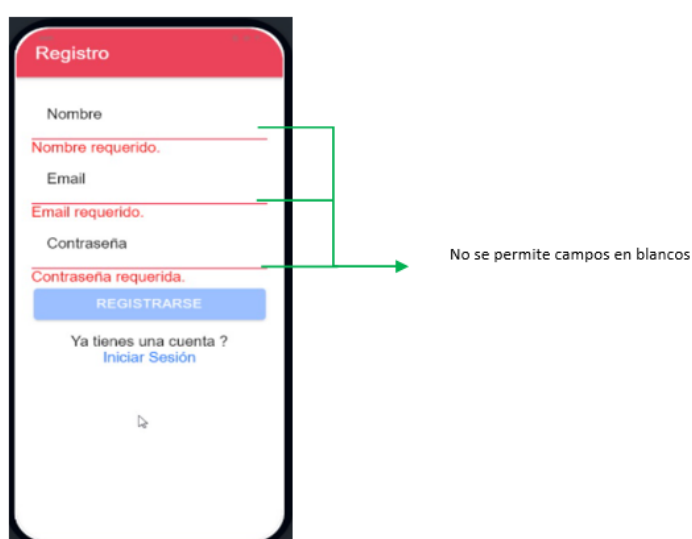 Registro
Nombre
Nombre requerido.
Email
Email requerido.
Contraseña
Contraseña requerida.
REGISTRARSE
Ya tienes una cuenta ?
Iniciar Sesión
No se permite campos en blancos